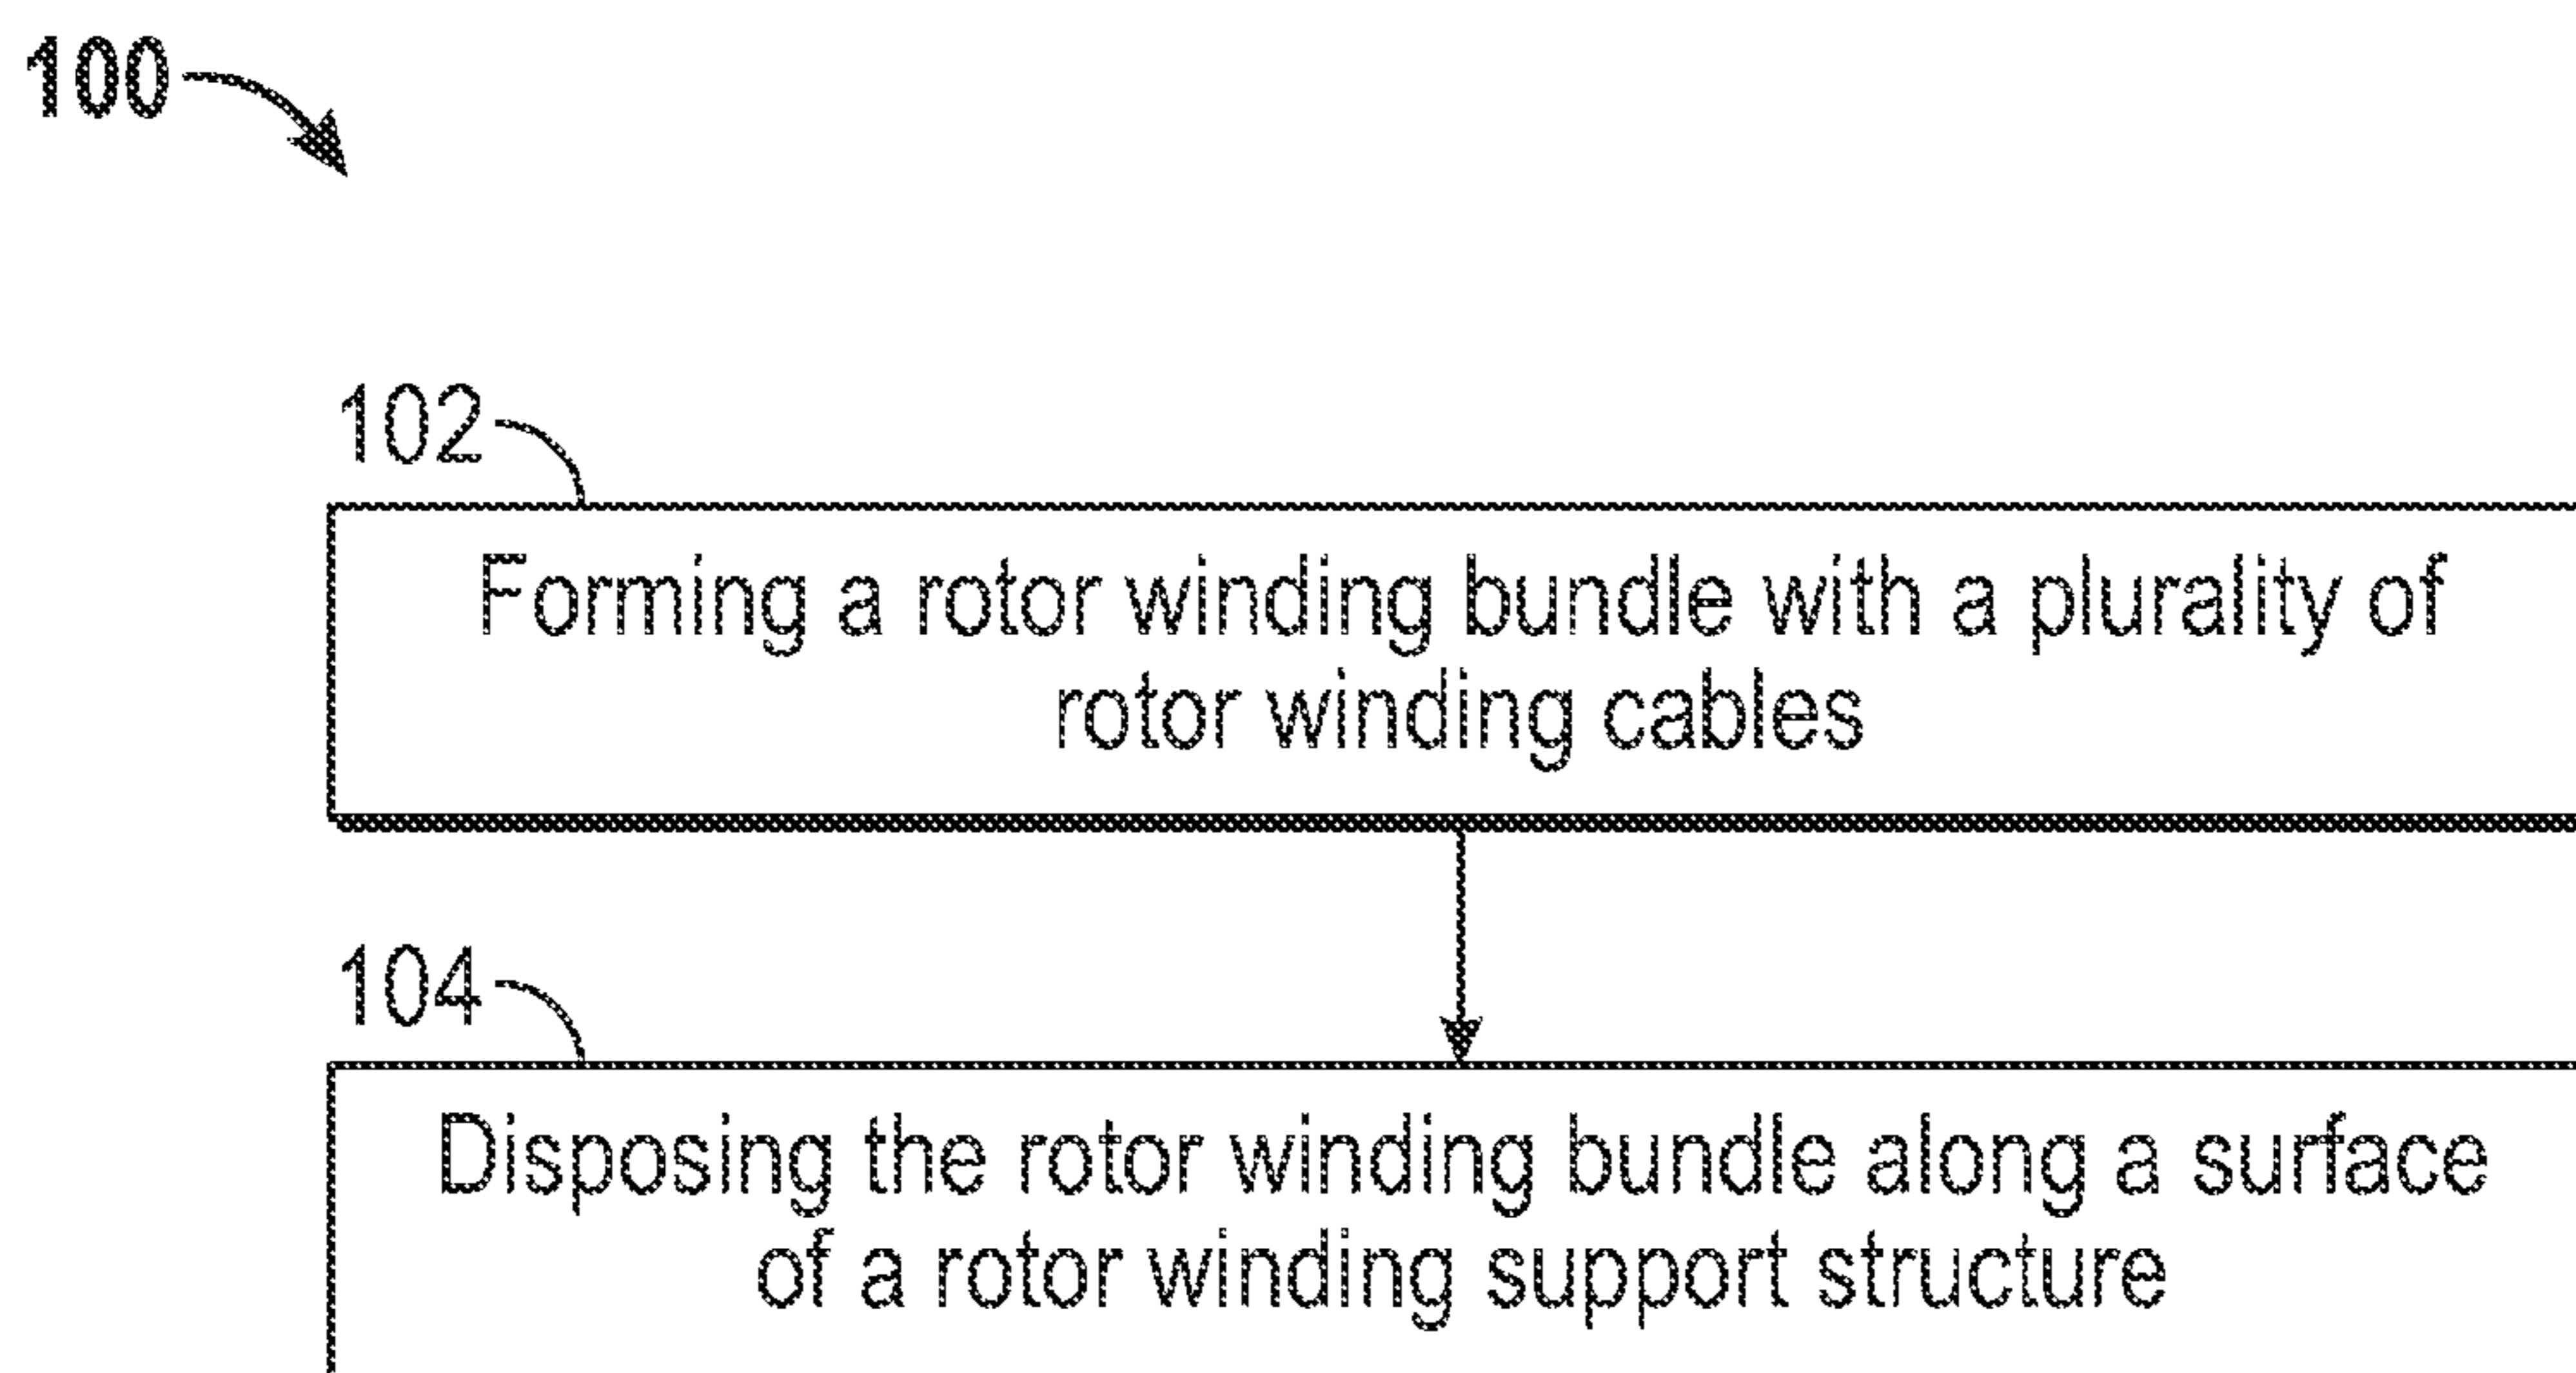 100
102
Forming a rotor winding bundle with a plurality of
rotor winding cables
104
Disposing the rotor winding bundle along a surface
of a rotor winding support structure